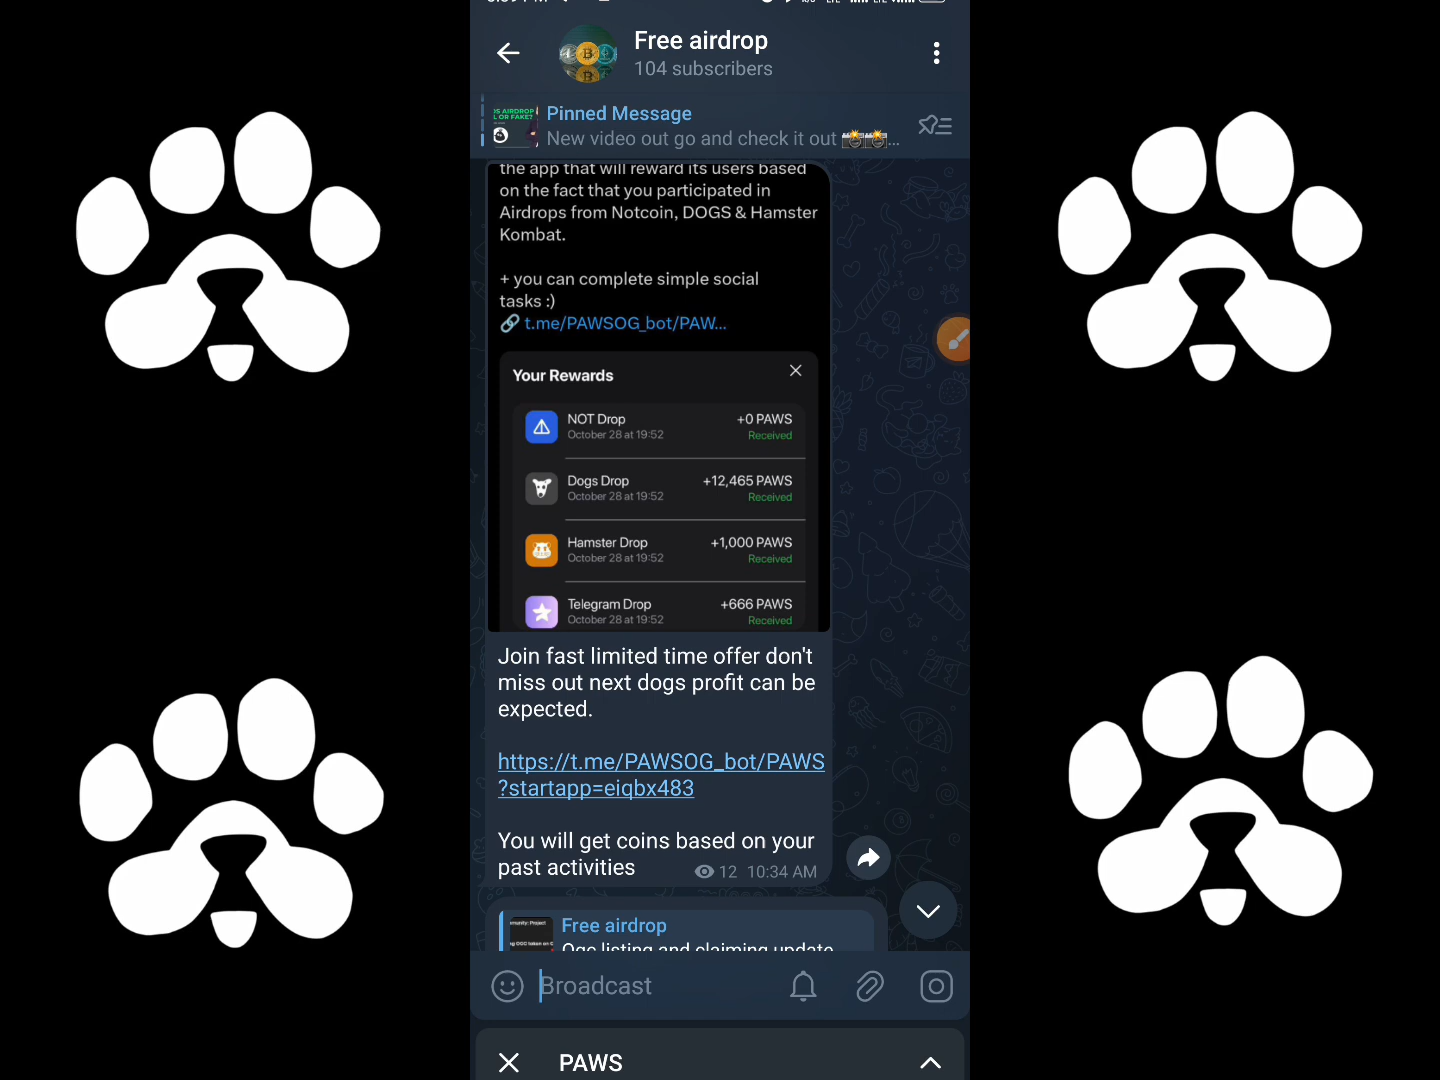 Free airdrop
104 subscribers
Pinned Message
New video out go and check it out 📸📸...
the app that will reward its users based
on the fact that you participated in
Airdrops from Notcoin, DOGS & Hamster
Kombat.
+ you can complete simple social
tasks :)
🔗 t.me/PAWSOG_bot/PAW...
Your Rewards
NOT Drop
+0 PAWS
October 28 at 19:52
Received
Dogs Drop
+12,465 PAWS
October 28 at 19:52
Received
Hamster Drop
+1,000 PAWS
October 28 at 19:52
Received
Telegram Drop
+666 PAWS
October 28 at 19:52
Received
Join fast limited time offer don't
miss out next dogs profit can be
expected.
https://t.me/PAWSOG_bot/PAWS
?startapp=eiqbx483
You will get coins based on your
past activities
12 10:34 AM
Free airdrop
Ogc listing and claiming update
Broadcast
PAWS